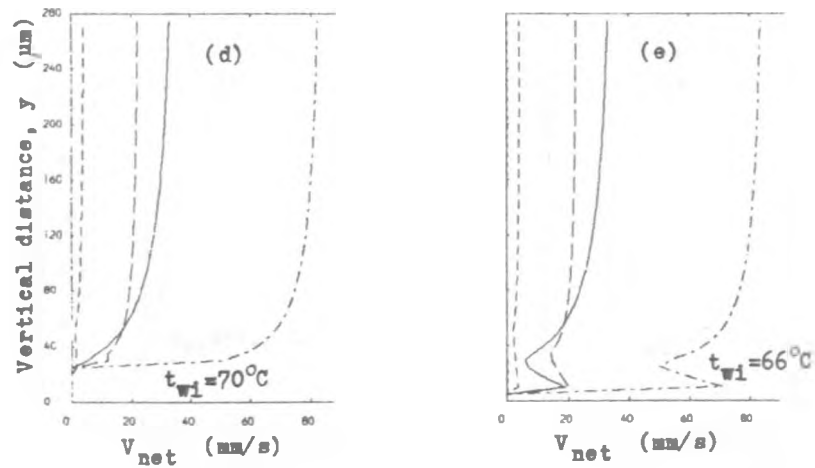 Vertical distance, y (μm)
280
240
200
160
120
80
40
0
(d)
t_wi=70°C
0 20 40 60 80
V_net (mm/s)
(e)
t_wi=66°C
0 20 40 60 80
V_net (mm/s)